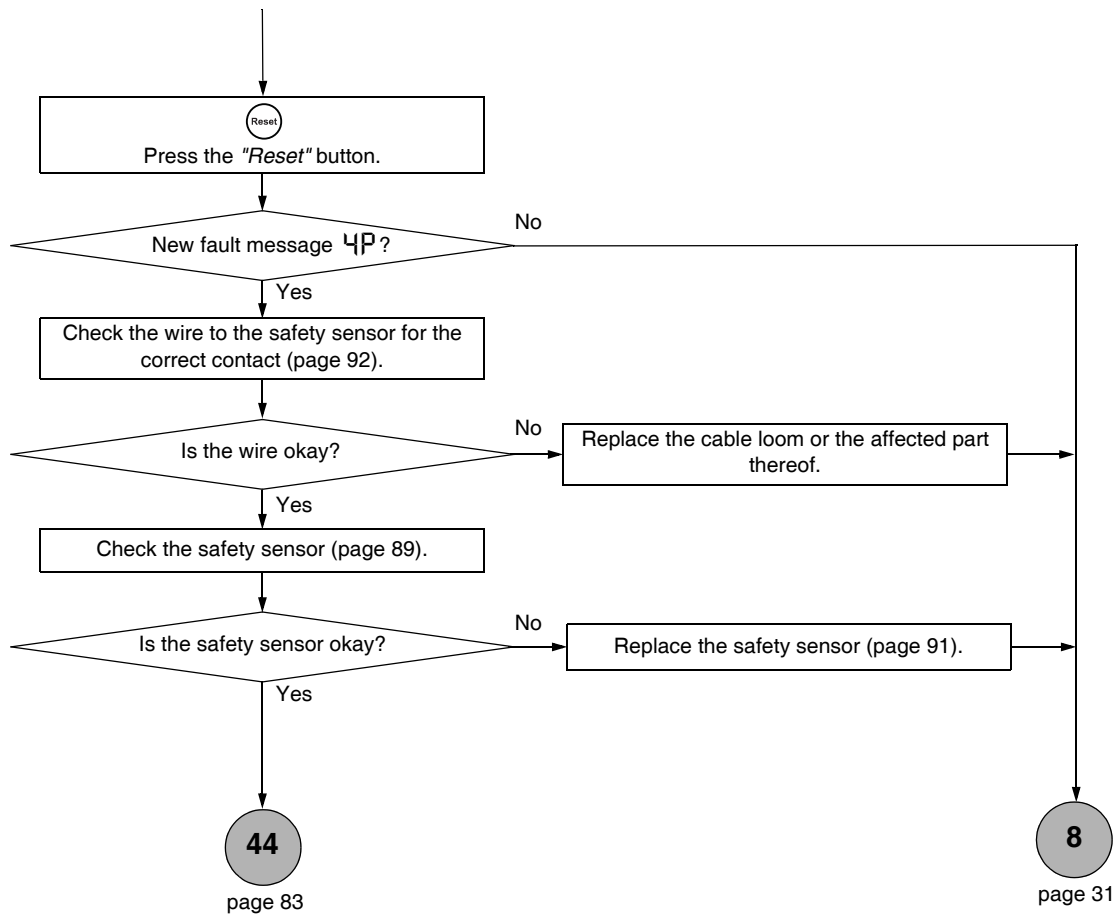 Reset
Press the "Reset" button.
New fault message 4P?
No
Yes
Check the wire to the safety sensor for the
correct contact (page 92).
Is the wire okay?
No
Replace the cable loom or the affected part
thereof.
Yes
Check the safety sensor (page 89).
Is the safety sensor okay?
No
Replace the safety sensor (page 91).
Yes
44
page 83
8
page 31